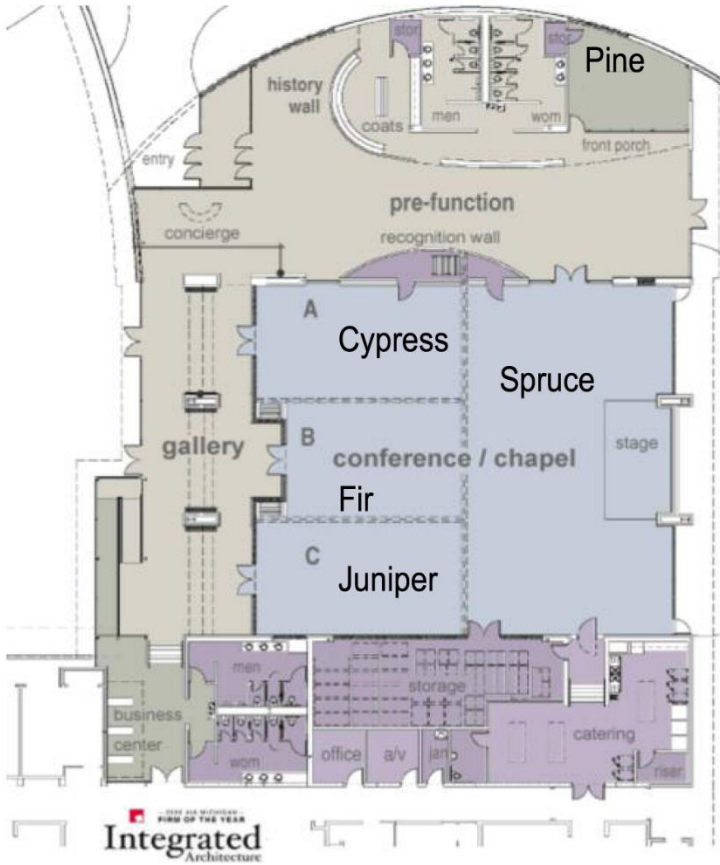 stor
stor
Pine
history
wall
men
wom
coats
front porch
entry
pre-function
concierge
recognition wall
A
Cypress
Spruce
B
gallery
conference / chapel
stage
Fir
C
Juniper
men
storage
business
center
catering
wom
office
a/v
jan
riser
FIRM OF THE YEAR
Integrated
Architecture